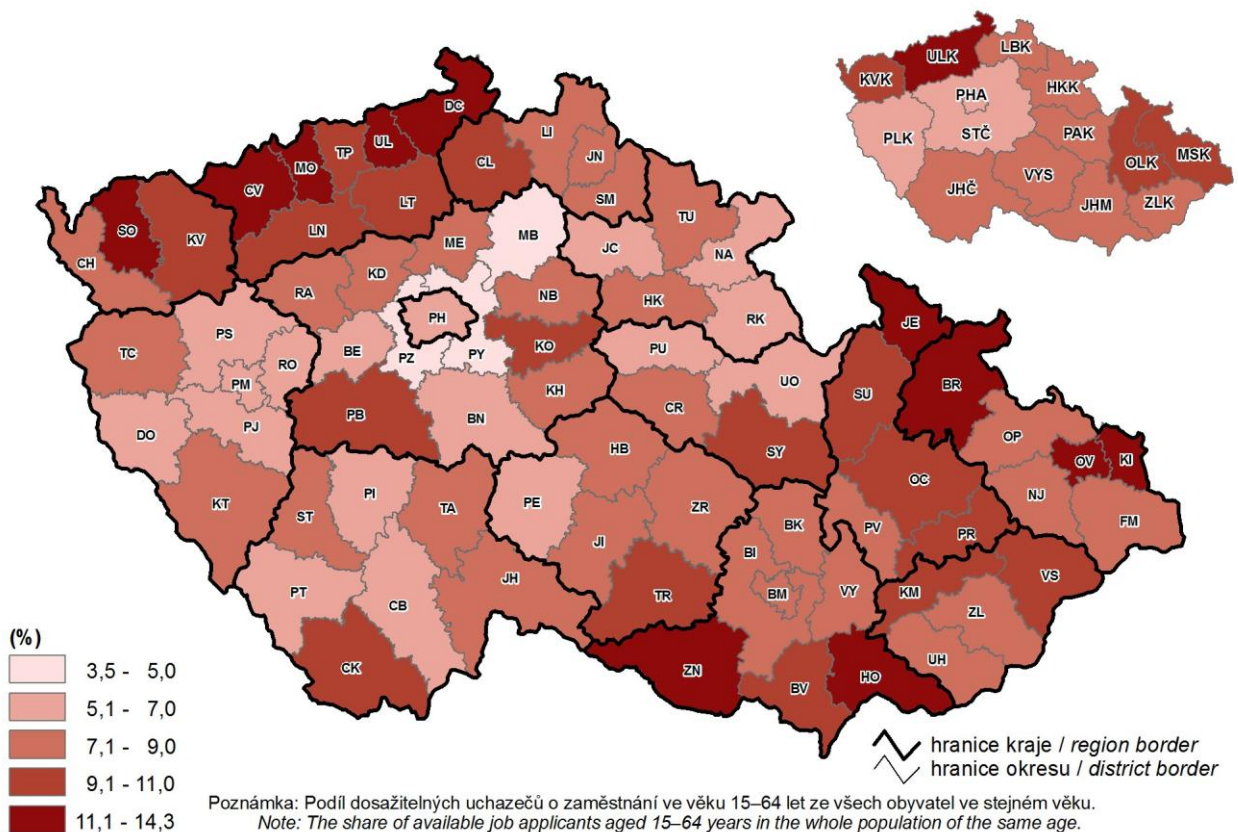 DC
LI
UL
TP
JN
MO
CL
CV
LT
SM
SO
LN
TU
KV
MB
ME
JC
NA
CH
KD
RA
NB
HK
PH
RK
JE
TC
PS
KO
PU
BE
PZ
PY
RO
UO
BR
PM
KH
SU
CR
PB
BN
OP
DO
PJ
SY
OV
KI
HB
OC
KT
PI
TA
PE
NJ
ST
ZR
FM
BK
PV
PR
JI
BI
VS
JH
PT
VY
KM
TR
BM
ZL
CB
UH
CK
ZN
BV
HO
ULK
LBK
KVK
HKK
PHA
STČ
PLK
PAK
MSK
OLK
VYS
JHČ
JHM
ZLK
(%)
3,5 - 5,0
5,1 - 7,0
7,1 - 9,0
9,1 - 11,0
11,1 - 14,3
hranice kraje / region border
hranice okresu / district border
Poznámka: Podíl dosažitelných uchazečů o zaměstnání ve věku 15–64 let ze všech obyvatel ve stejném věku.
Note: The share of available job applicants aged 15–64 years in the whole population of the same age.